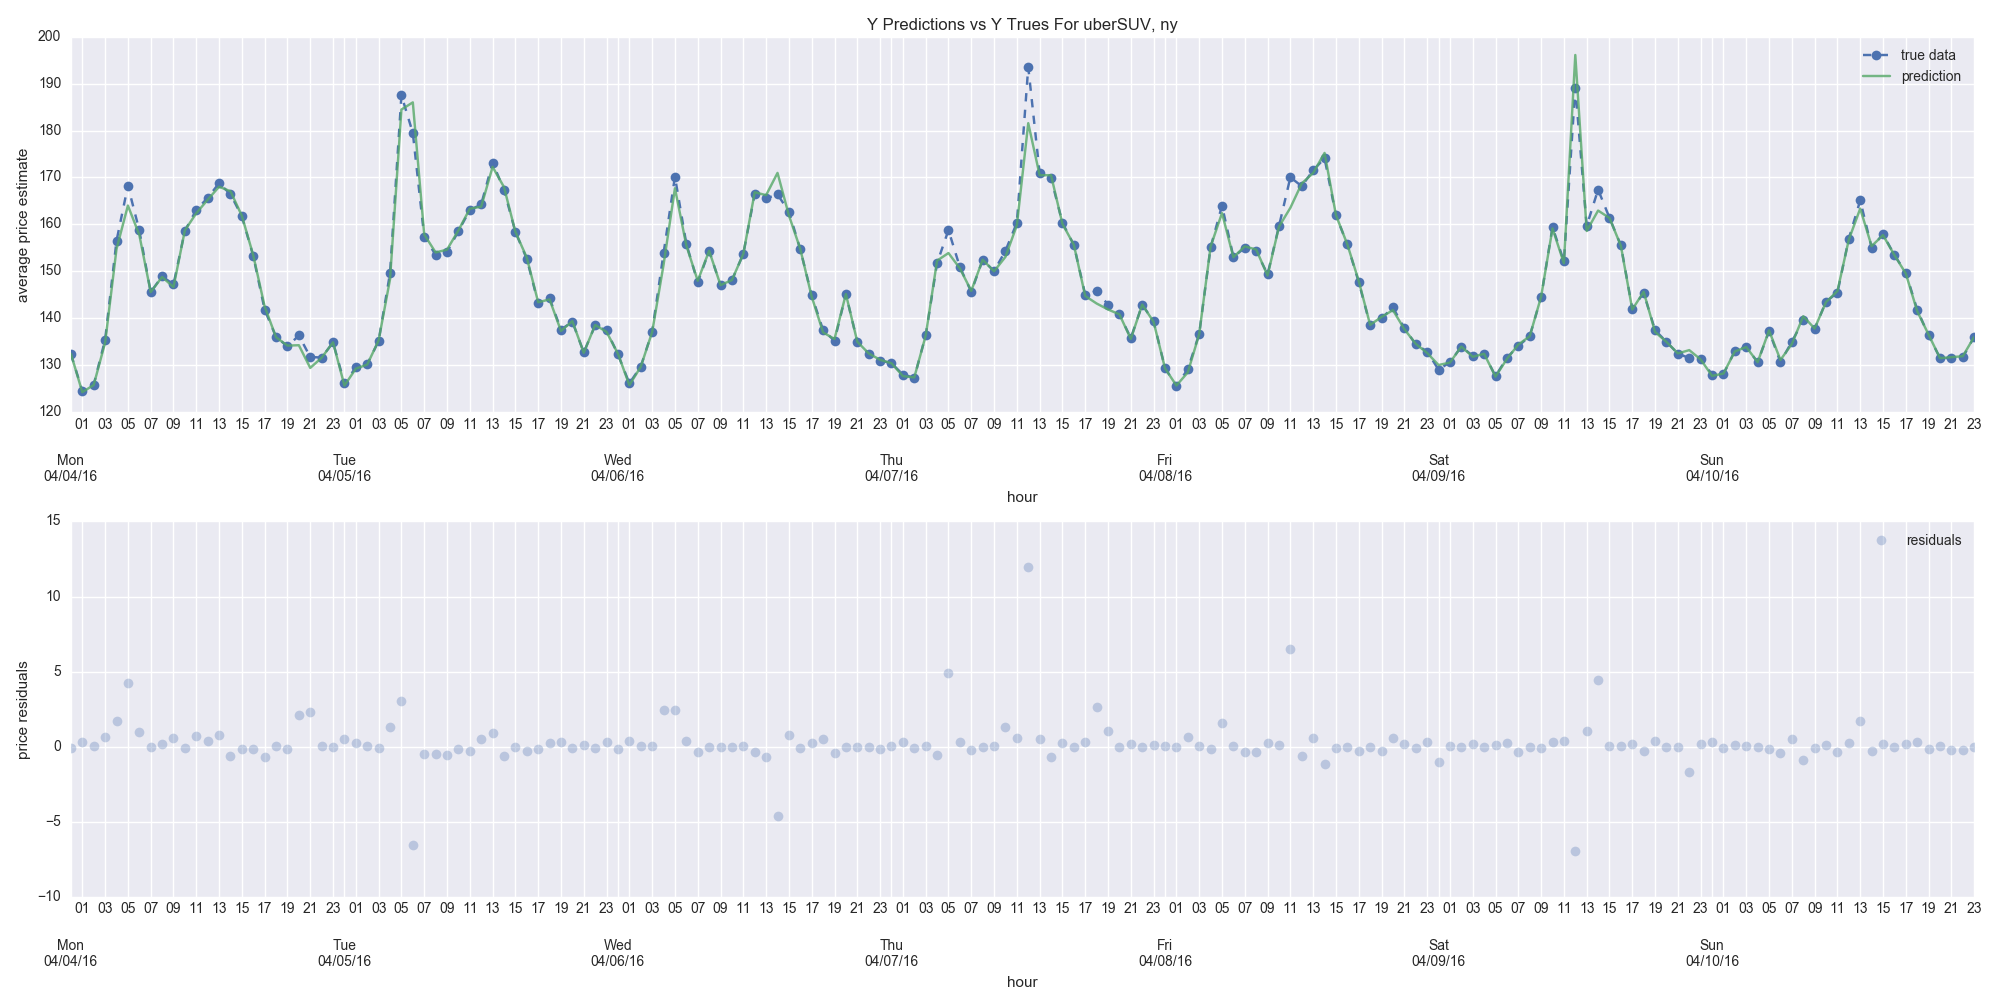 Y Predictions vs Y Trues For uberSUV, ny
200
190
180
170
160
150
140
130
120
average price estimate
true data
prediction
01 03 05 07 09 11 13 15 17 19 21 23 01 03 05 07 09 11 13 15 17 19 21 23 01 03 05 07 09 11 13 15 17 19 21 23 01 03 05 07 09 11 13 15 17 19 21 23 01 03 05 07 09 11 13 15 17 19 21 23 01 03 05 07 09 11 13 15 17 19 21 23 01 03 05 07 09 11 13 15 17 19 21 23
Mon Tue Wed Thu Fri Sat Sun
04/04/16 04/05/16 04/06/16 04/07/16 04/08/16 04/09/16 04/10/16
hour
15
10
5
0
−5
−10
price residuals
residuals
01 03 05 07 09 11 13 15 17 19 21 23 01 03 05 07 09 11 13 15 17 19 21 23 01 03 05 07 09 11 13 15 17 19 21 23 01 03 05 07 09 11 13 15 17 19 21 23 01 03 05 07 09 11 13 15 17 19 21 23 01 03 05 07 09 11 13 15 17 19 21 23 01 03 05 07 09 11 13 15 17 19 21 23
Mon Tue Wed Thu Fri Sat Sun
04/04/16 04/05/16 04/06/16 04/07/16 04/08/16 04/09/16 04/10/16
hour